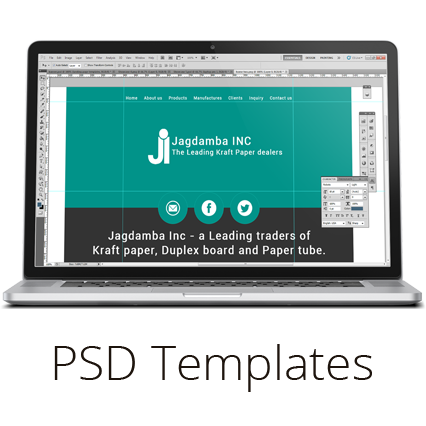 Home About us Products Manufactures Clients Inquiry Contact us
Ji
Jagdamba INC
The Leading Kraft Paper dealers
Jagdamba Inc - a Leading traders of
Kraft paper, Duplex board and Paper tube.
PSD Templates